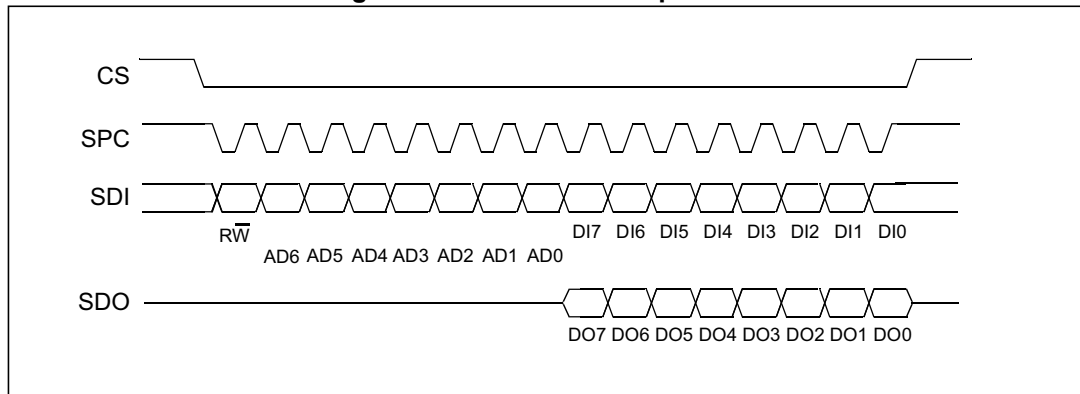 CS
SPC
SDI
RW̅
DI7 DI6 DI5 DI4 DI3 DI2 DI1 DI0
AD6 AD5 AD4 AD3 AD2 AD1 AD0
SDO
DO7 DO6 DO5 DO4 DO3 DO2 DO1 DO0